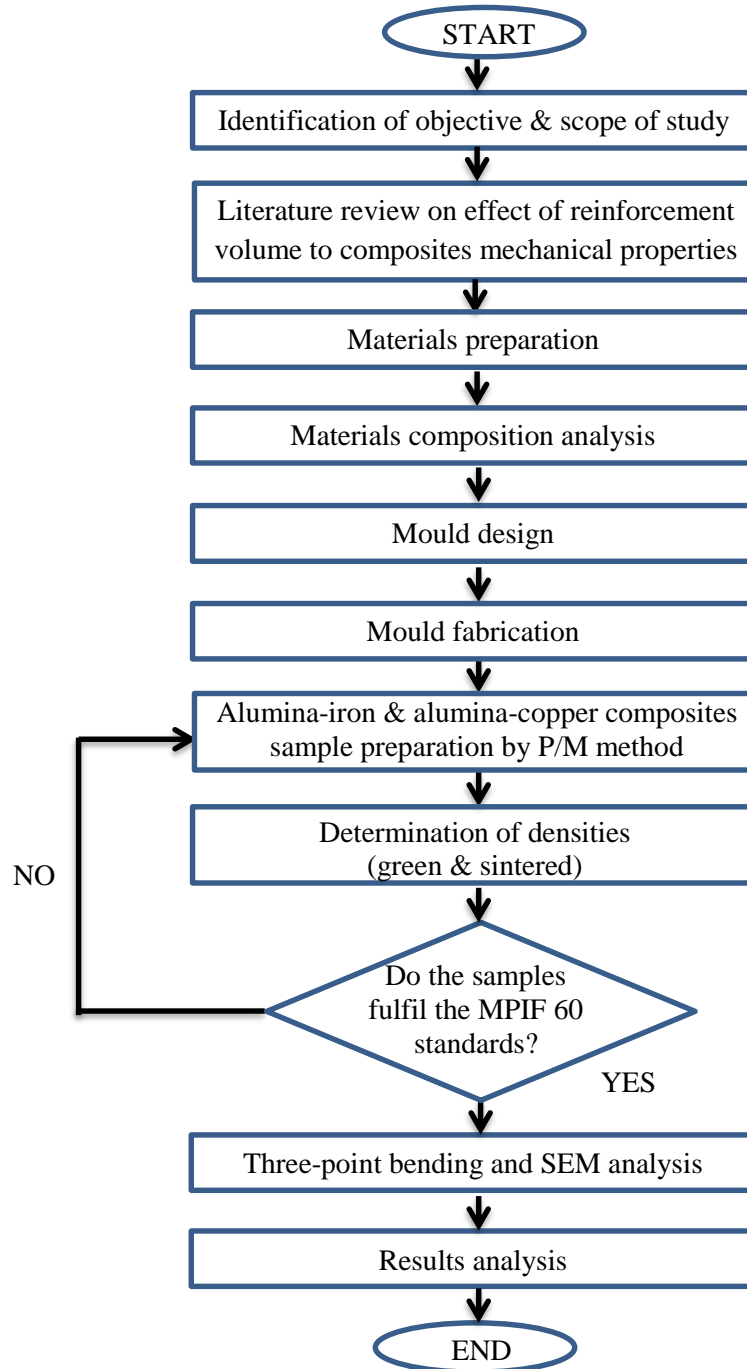 START
Identification of objective & scope of study
Literature review on effect of reinforcement
volume to composites mechanical properties
Materials preparation
Materials composition analysis
Mould design
Mould fabrication
Alumina-iron & alumina-copper composites
sample preparation by P/M method
Determination of densities
(green & sintered)
NO
Do the samples
fulfil the MPIF 60
standards?
YES
Three-point bending and SEM analysis
Results analysis
END